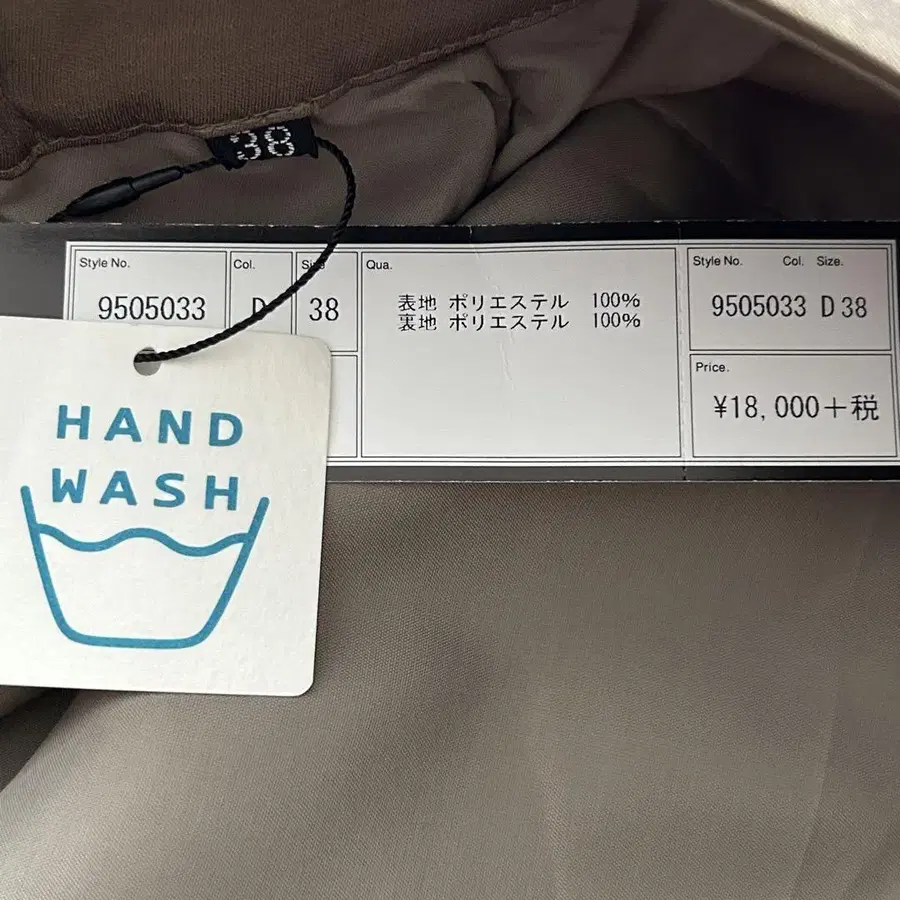 38
Style No. Col. Size
9505033 D 38
Qua.
表地 ポリエステル 100%
裏地 ポリエステル 100%
Style No. Col. Size.
9505033 D 38
Price.
¥18,000+税
HAND
WASH